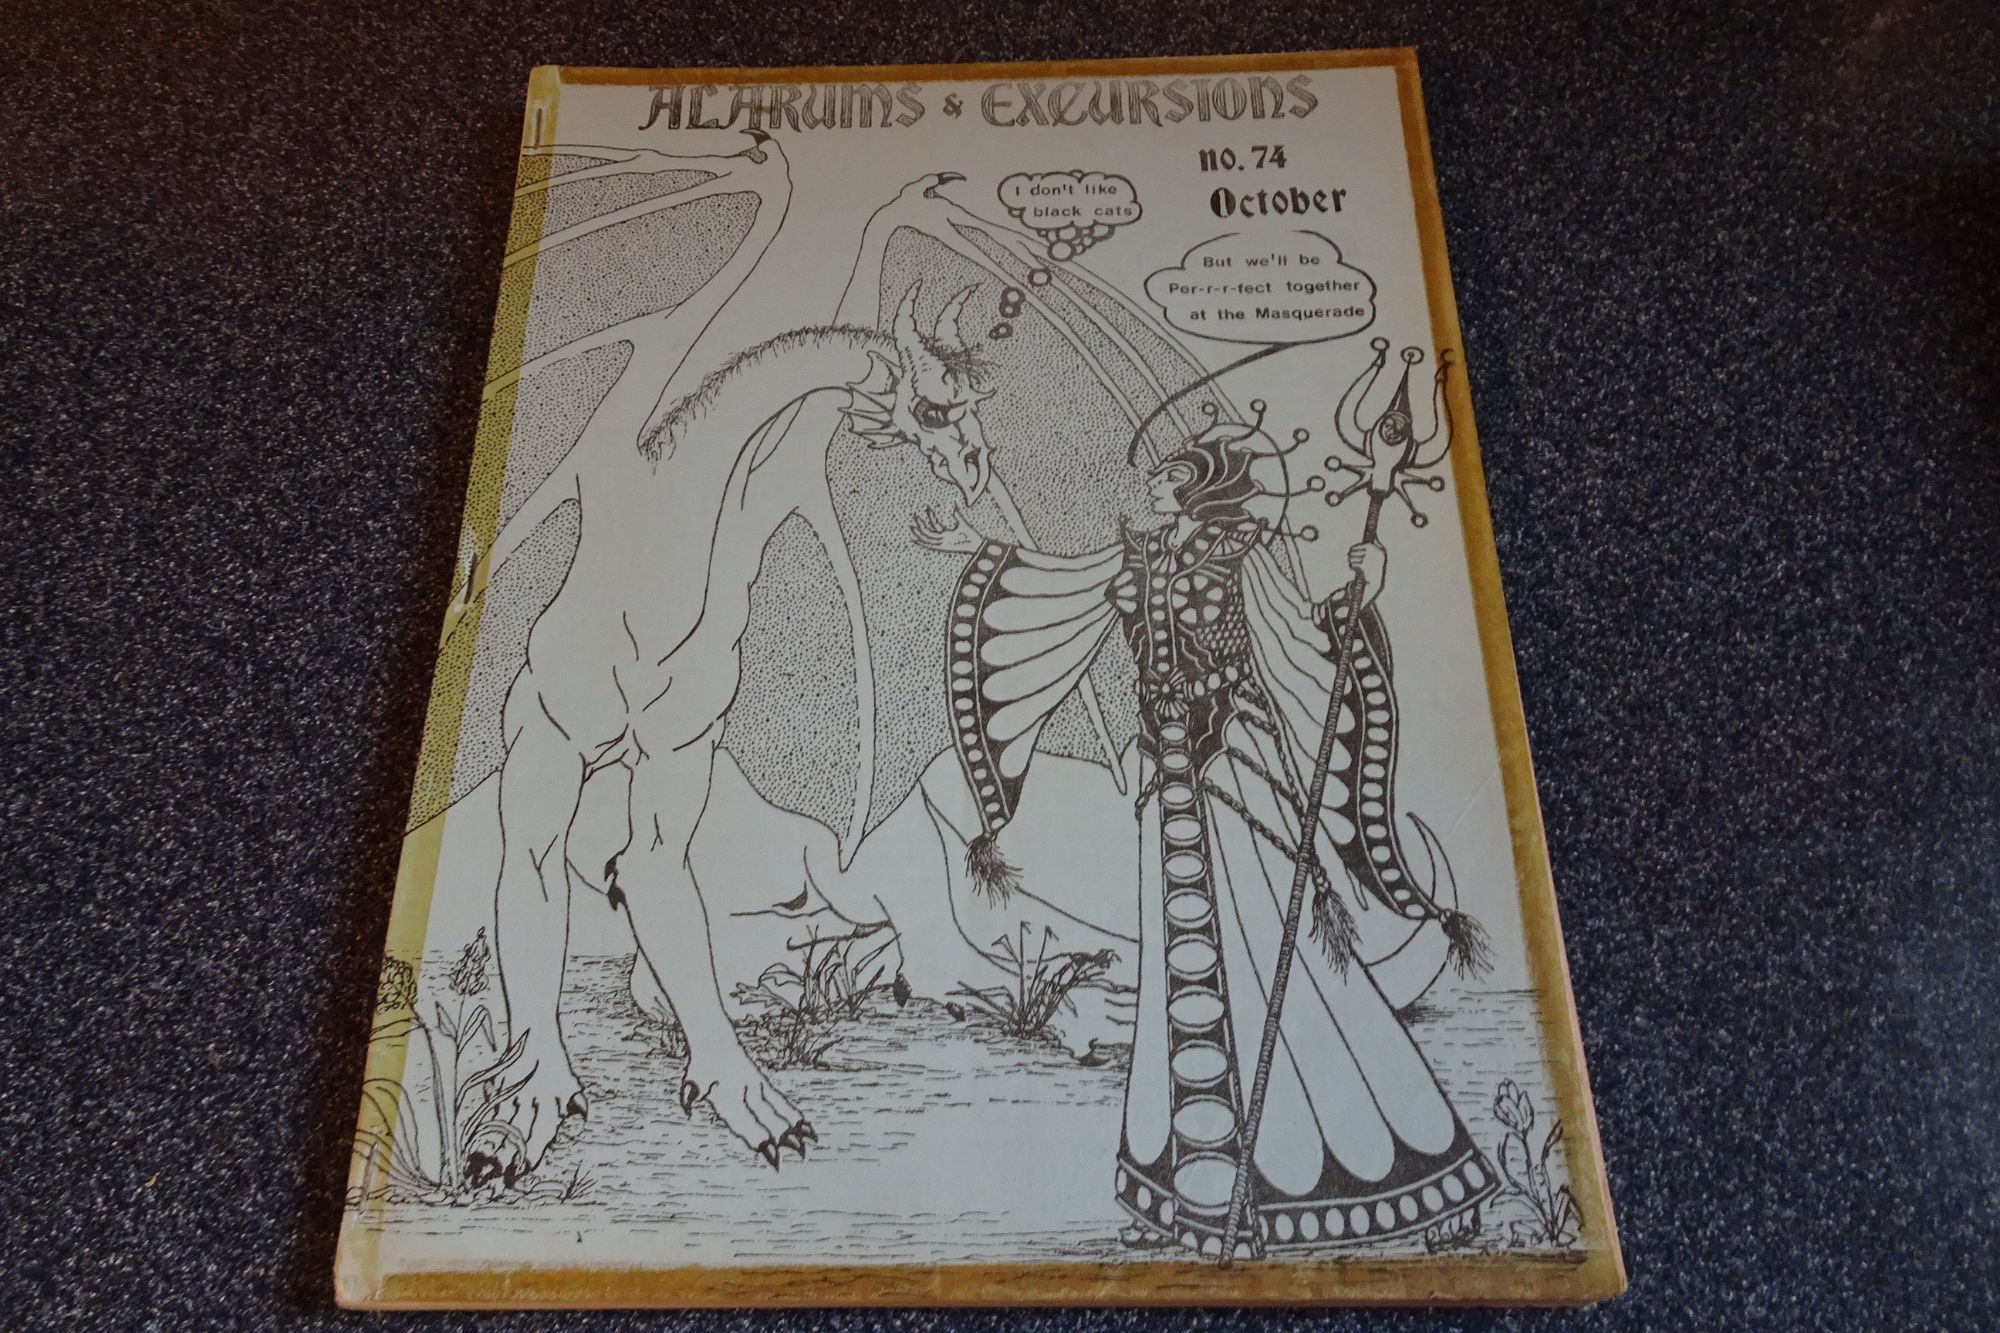 ALARUMS & EXCURSIONS
no. 74
October
I don't like
black cats
But we'll be
Per-r-r-fect together
at the Masquerade